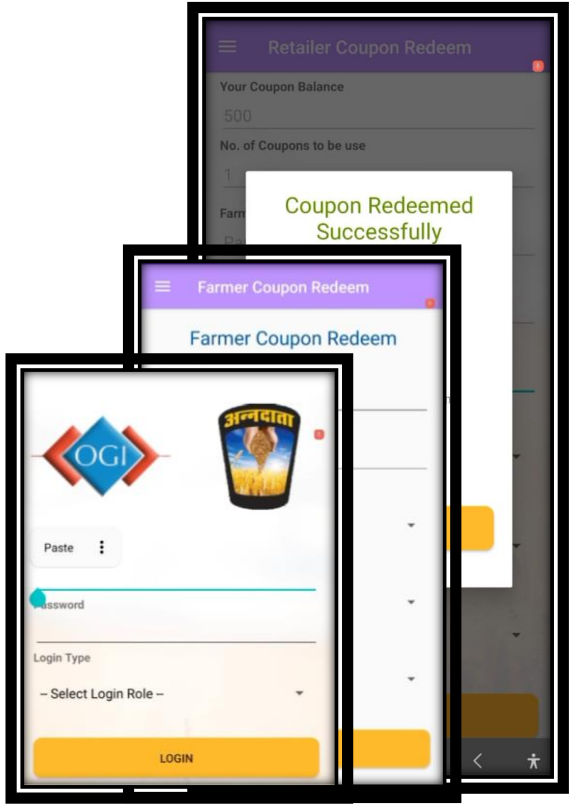 Retailer Coupon Redeem
Your Coupon Balance
500
No. of Coupons to be use
1
Farm
Coupon Redeemed
Successfully
Farmer Coupon Redeem
Farmer Coupon Redeem
OGI
अन्नदाता
Paste
Password
Login Type
-- Select Login Role --
LOGIN